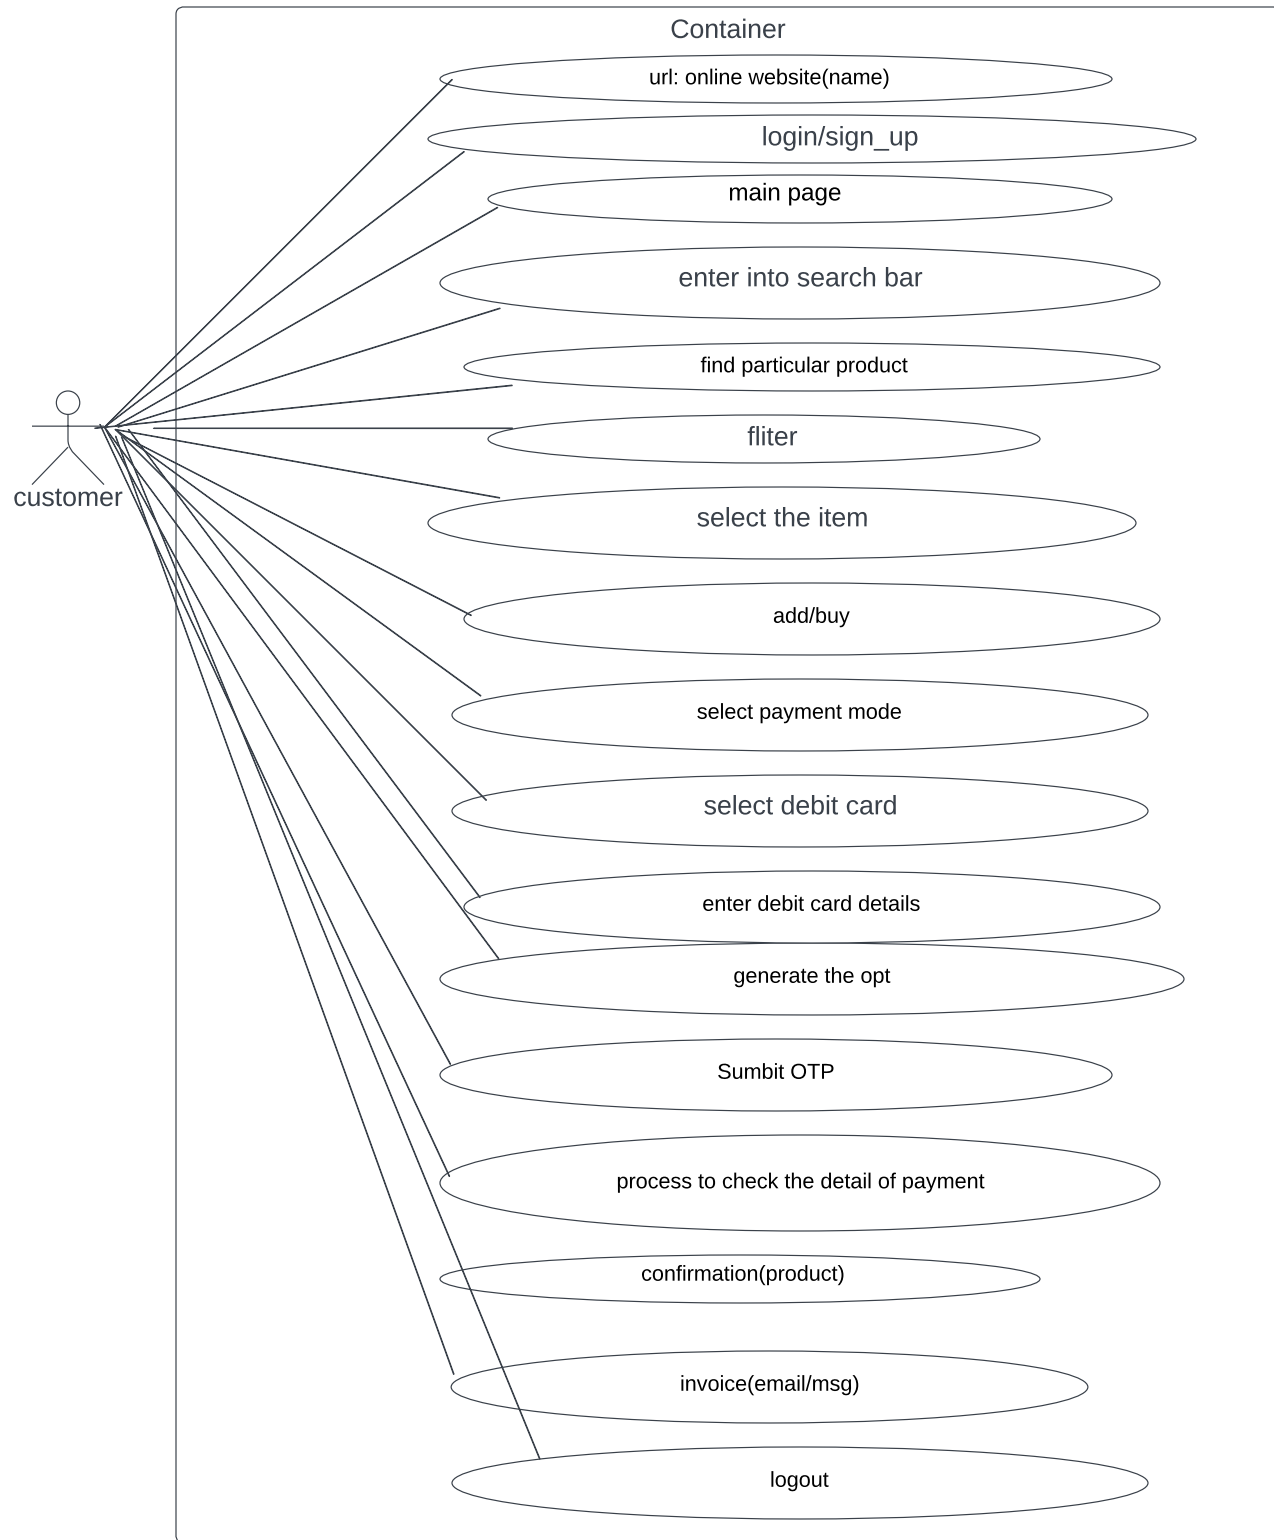 Container
url: online website(name)
login/sign_up
main page
enter into search bar
find particular product
fliter
customer
select the item
add/buy
select payment mode
select debit card
enter debit card details
generate the opt
Sumbit OTP
process to check the detail of payment
confirmation(product)
invoice(email/msg)
logout